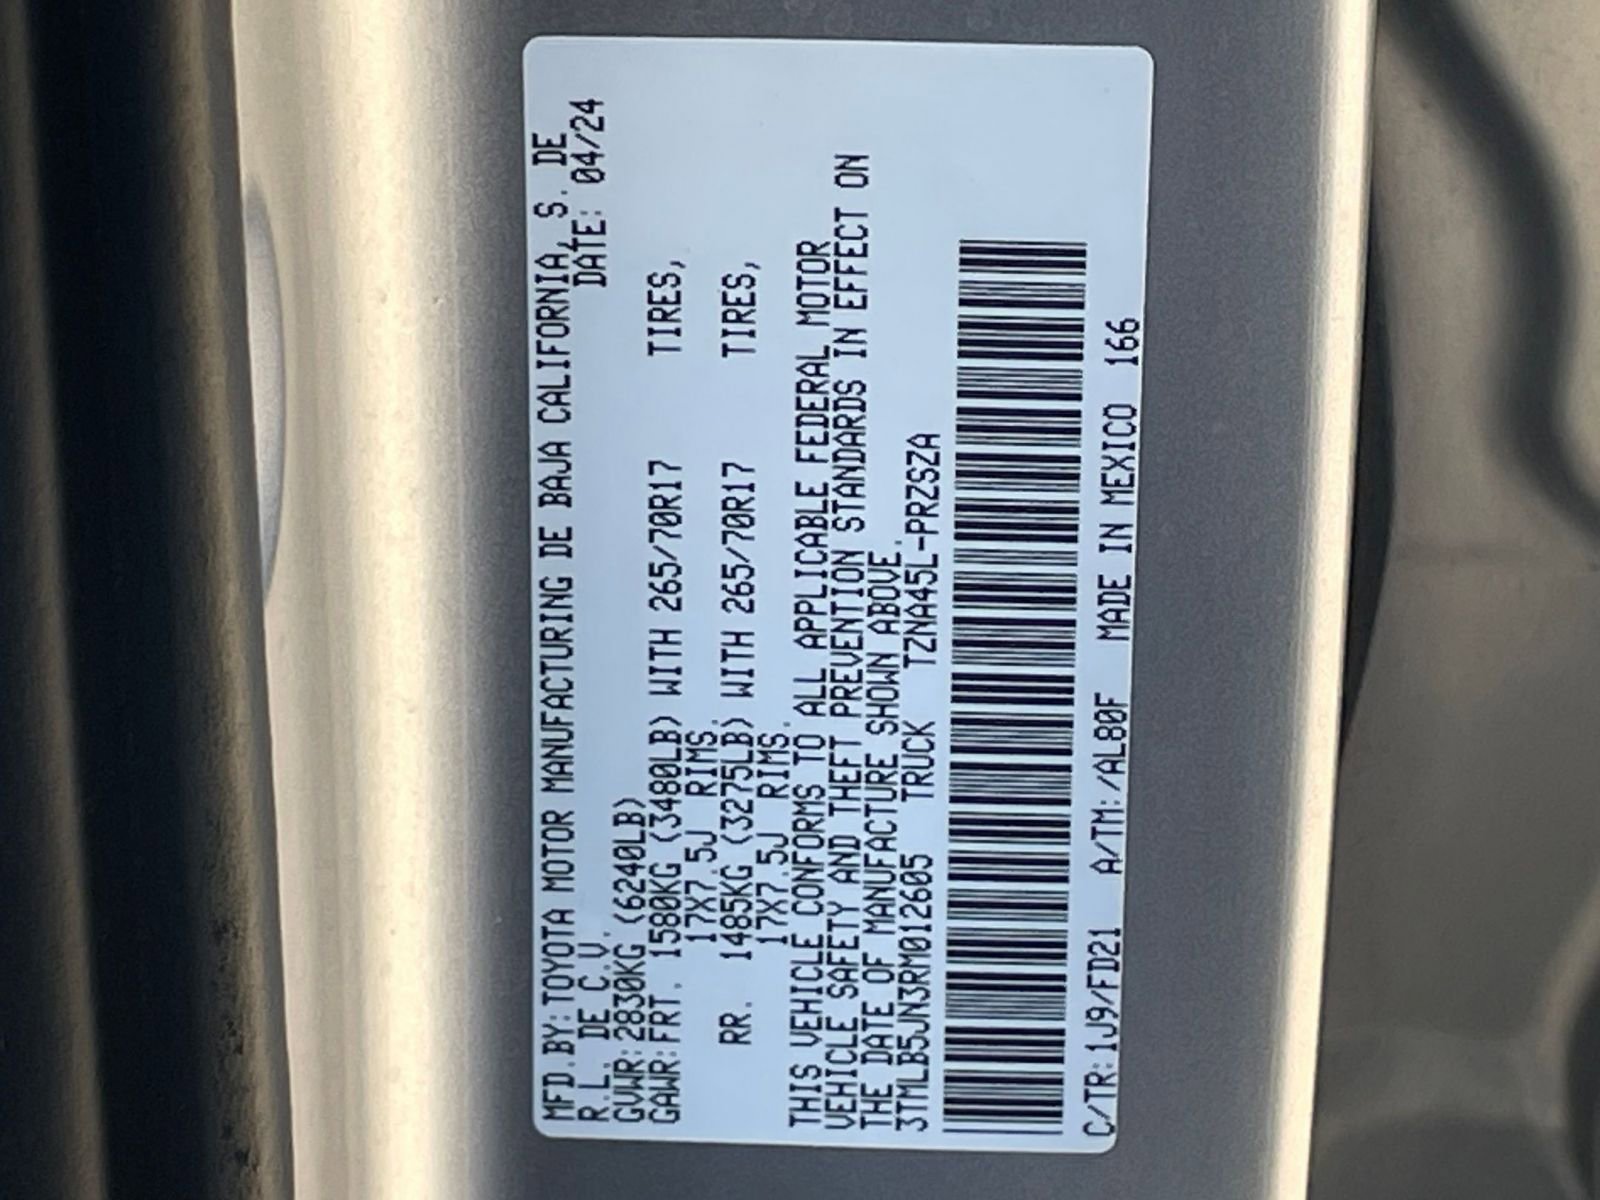 MFD.BY:TOYOTA MOTOR MANUFACTURING DE BAJA CALIFORNIA, S. DE
R.L. DE C.V. DATE: 04/24
GVWR:2830KG (6240LB)
GAWR:FRT. 1580KG (3480LB) WITH 265/70R17 TIRES,
17X7.5J RIMS.
RR. 1485KG (3275LB) WITH 265/70R17 TIRES,
17X7.5J RIMS.
THIS VEHICLE CONFORMS TO ALL APPLICABLE FEDERAL MOTOR
VEHICLE SAFETY AND THEFT PREVENTION STANDARDS IN EFFECT ON
THE DATE OF MANUFACTURE SHOWN ABOVE.
3TMLB5JN3RM012605 TRUCK TZNA45L-PRZSZA
C/TR:1J9/FD21 A/TM:/AL80F MADE IN MEXICO 166